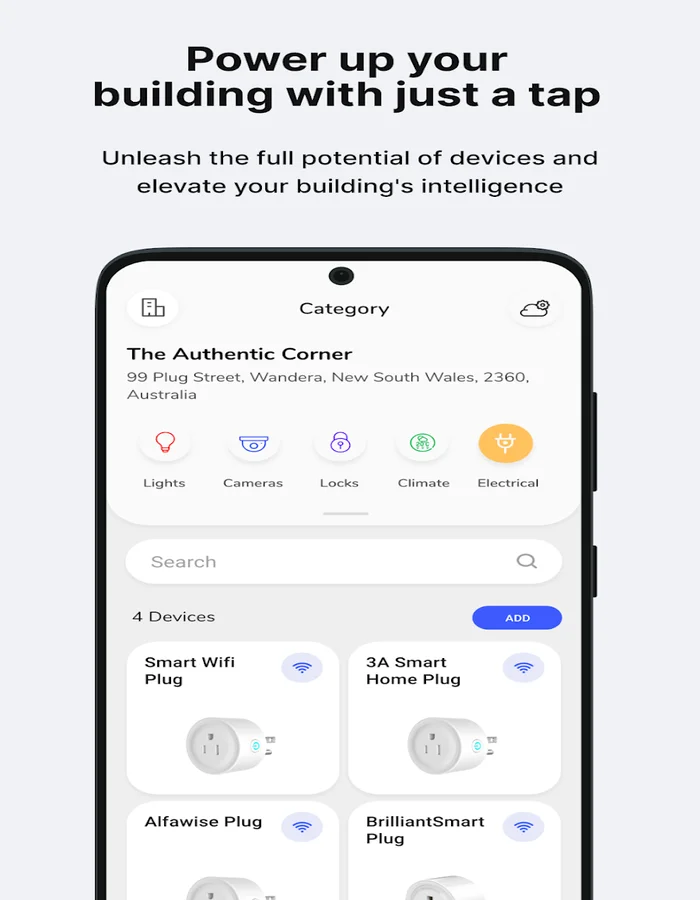 Power up your
building with just a tap
Unleash the full potential of devices and
elevate your building's intelligence
Category
The Authentic Corner
99 Plug Street, Wandera, New South Wales, 2360,
Australia
Lights
Cameras
Locks
Climate
Electrical
Search
4 Devices
ADD
Smart Wifi
Plug
3A Smart
Home Plug
Alfawise Plug
BrilliantSmart
Plug